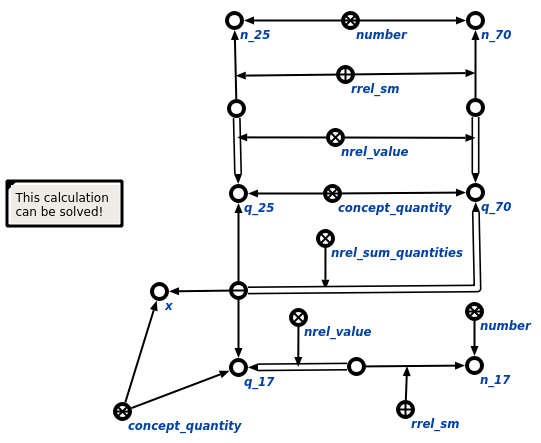 n_25
number
n_70
rrel_sm
nrel_value
This calculation
can be solved!
q_25
concept_quantity
q_70
nrel_sum_quantities
x
nrel_value
number
q_17
n_17
concept_quantity
rrel_sm